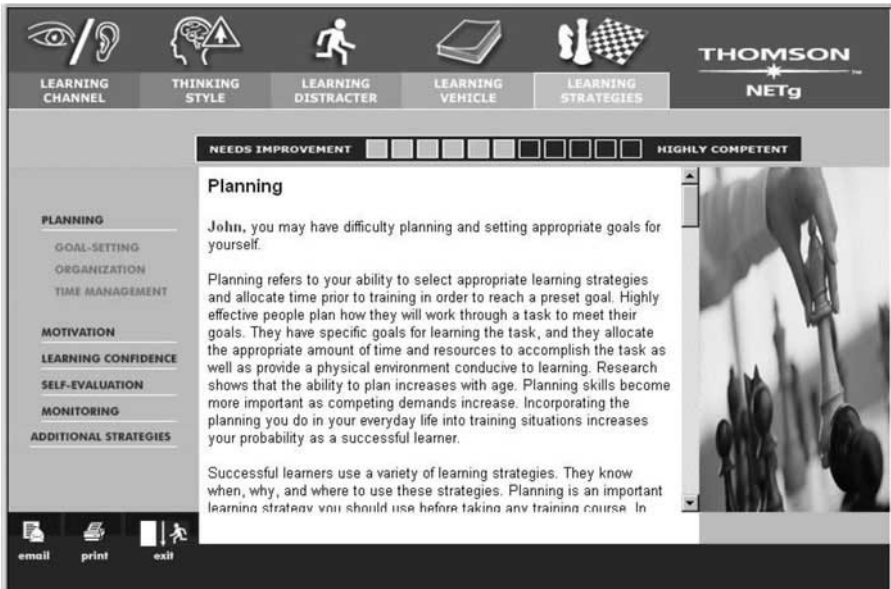 LEARNING CHANNEL
THINKING STYLE
LEARNING DISTRACTER
LEARNING VEHICLE
LEARNING STRATEGIES
THOMSON
NETg
NEEDS IMPROVEMENT
HIGHLY COMPETENT
PLANNING
GOAL-SETTING
ORGANIZATION
TIME MANAGEMENT
MOTIVATION
LEARNING CONFIDENCE
SELF-EVALUATION
MONITORING
ADDITIONAL STRATEGIES
Planning
John, you may have difficulty planning and setting appropriate goals for
yourself.
Planning refers to your ability to select appropriate learning strategies
and allocate time prior to training in order to reach a preset goal. Highly
effective people plan how they will work through a task to meet their
goals. They have specific goals for learning the task, and they allocate
the appropriate amount of time and resources to accomplish the task as
well as provide a physical environment conducive to learning. Research
shows that the ability to plan increases with age. Planning skills become
more important as competing demands increase. Incorporating the
planning you do in your everyday life into training situations increases
your probability as a successful learner.
Successful learners use a variety of learning strategies. They know
when, why, and where to use these strategies. Planning is an important
learning strategy you should use before taking any training course. In
email
print
exit